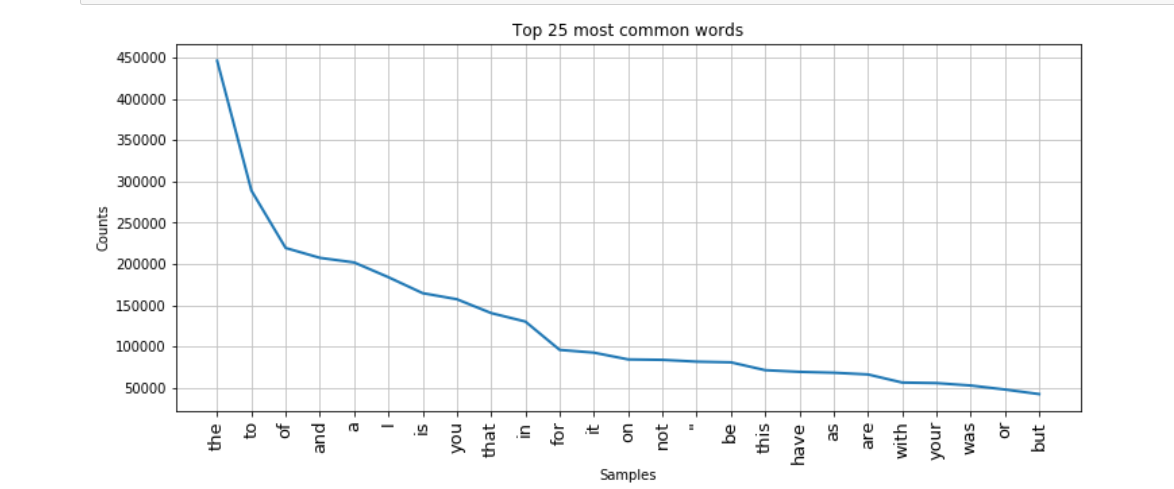 Top 25 most common words
450000
400000
350000
300000
250000
200000
150000
100000
50000
Counts
the
to
of
and
a
I
is
you
that
in
for
it
on
not
"
be
this
have
as
are
with
your
was
or
but
Samples